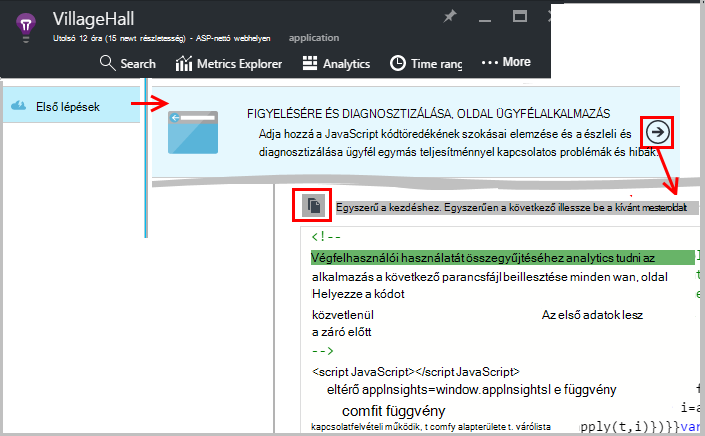 VillageHall
Utolsó 12 óra (15 newt részletesség) - ASP-nettó webhelyen application
Search Metrics Explorer Analytics Time rang ••• More
Első lépések
FIGYELÉSÉRE ÉS DIAGNOSZTIZÁLÁSA, OLDAL ÜGYFÉLALKALMAZÁS
Adja hozzá a JavaScript kódtöredékének szokásai elemzése és a észleli és
diagnosztizálása ügyfél egymás teljesítménnyel kapcsolatos problémák és hibák.
Egyszerű a kezdéshez. Egyszerűen a következő illessze be a kívánt mesteroldalt
<!--
Végfelhasználói használatát összegyűjtéséhez analytics tudni az
alkalmazás a következő parancsfájl beillesztése minden wan, oldal
Helyezze a kódot
közvetlenül Az első adatok lesz
a záró előtt
-->
<script JavaScript></script JavaScript>
eltérő appInsights=window.appInsightsI e függvény
comfit függvény i=a
kapcsolatfelvételi működik, t comfy alapterülete t. várólista pply(t,i)})}}var